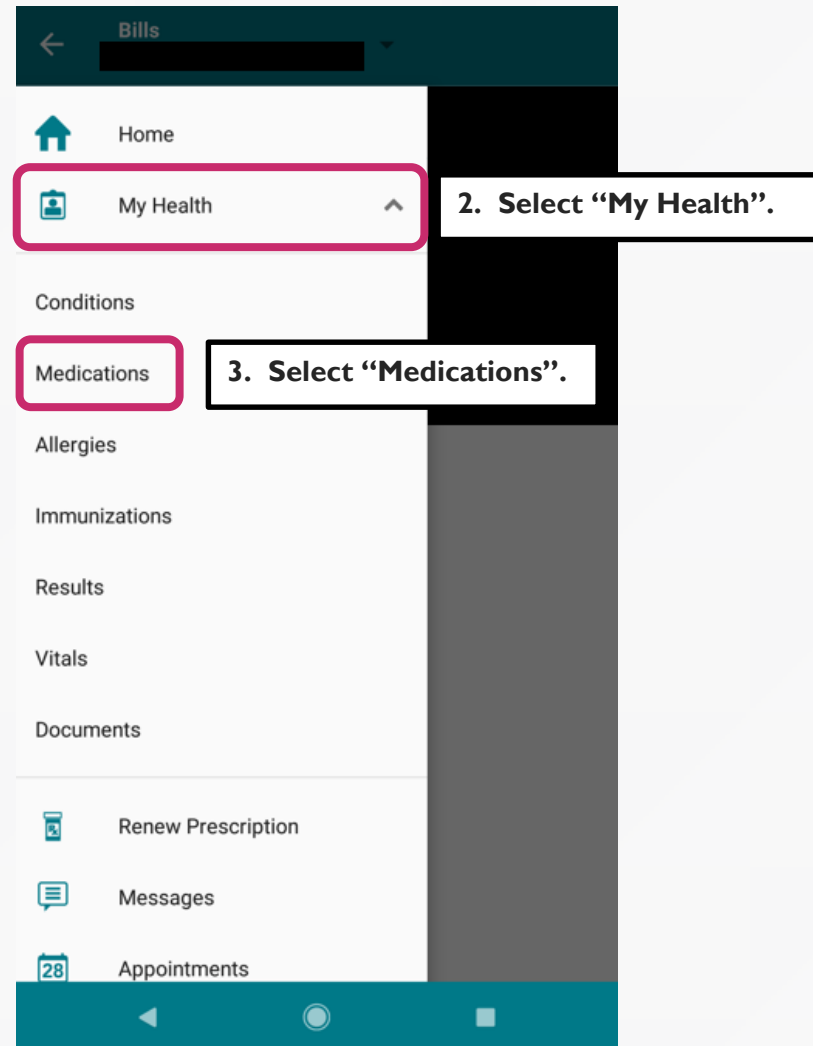 Bills
Home
My Health
2. Select “My Health”.
Conditions
Medications
3. Select “Medications”.
Allergies
Immunizations
Results
Vitals
Documents
Renew Prescription
Messages
28
Appointments